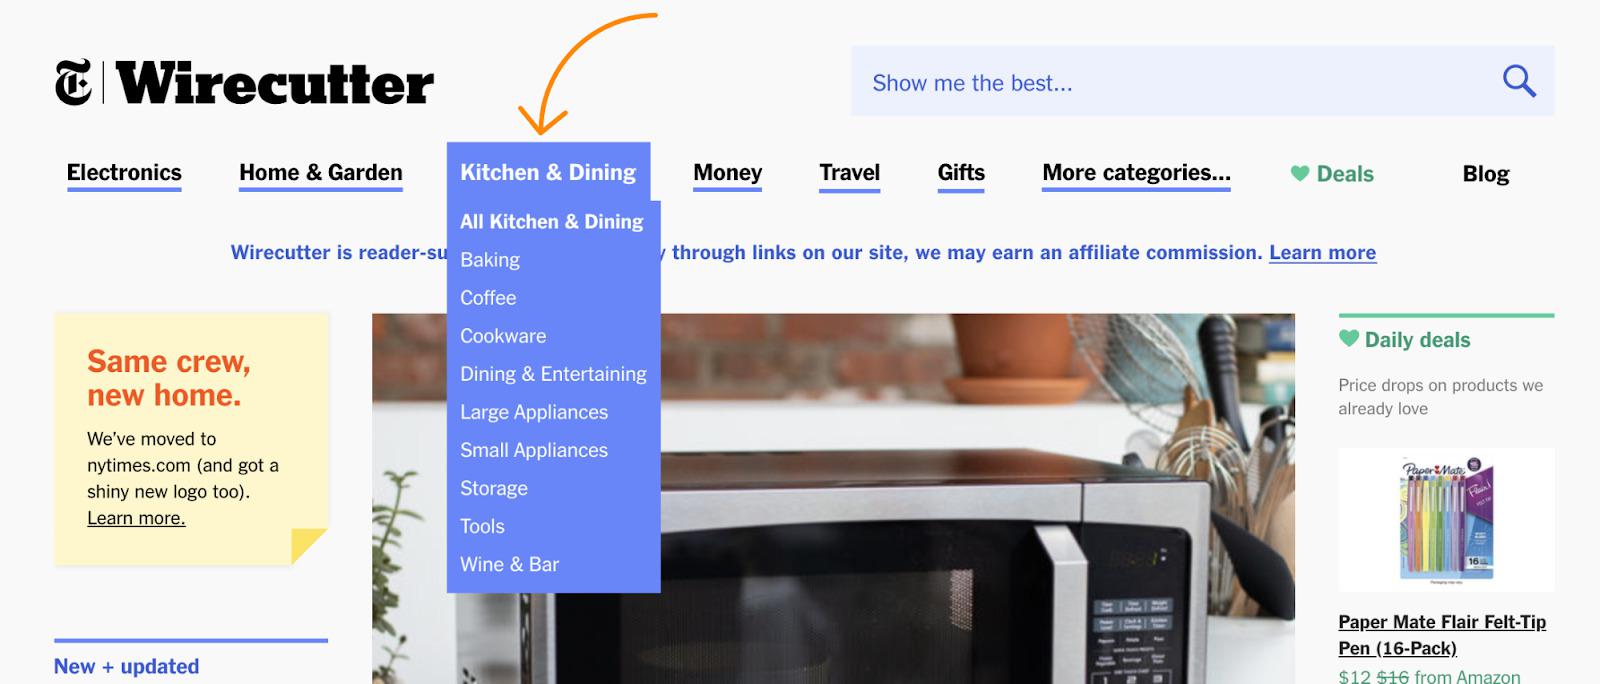 T Wirecutter
Show me the best...
Electronics
Home & Garden
Kitchen & Dining
Money
Travel
Gifts
More categories...
Deals
Blog
All Kitchen & Dining
Baking
Coffee
Cookware
Dining & Entertaining
Large Appliances
Small Appliances
Storage
Tools
Wine & Bar
Wirecutter is reader-su
y through links on our site, we may earn an affiliate commission. Learn more
Same crew,
new home.
We've moved to
nytimes.com (and got a
shiny new logo too).
Learn more.
New + updated
Daily deals
Price drops on products we
already love
Paper Mate
Flair!
16
Paper Mate Flair Felt-Tip
Pen (16-Pack)
$12 $16 from Amazon